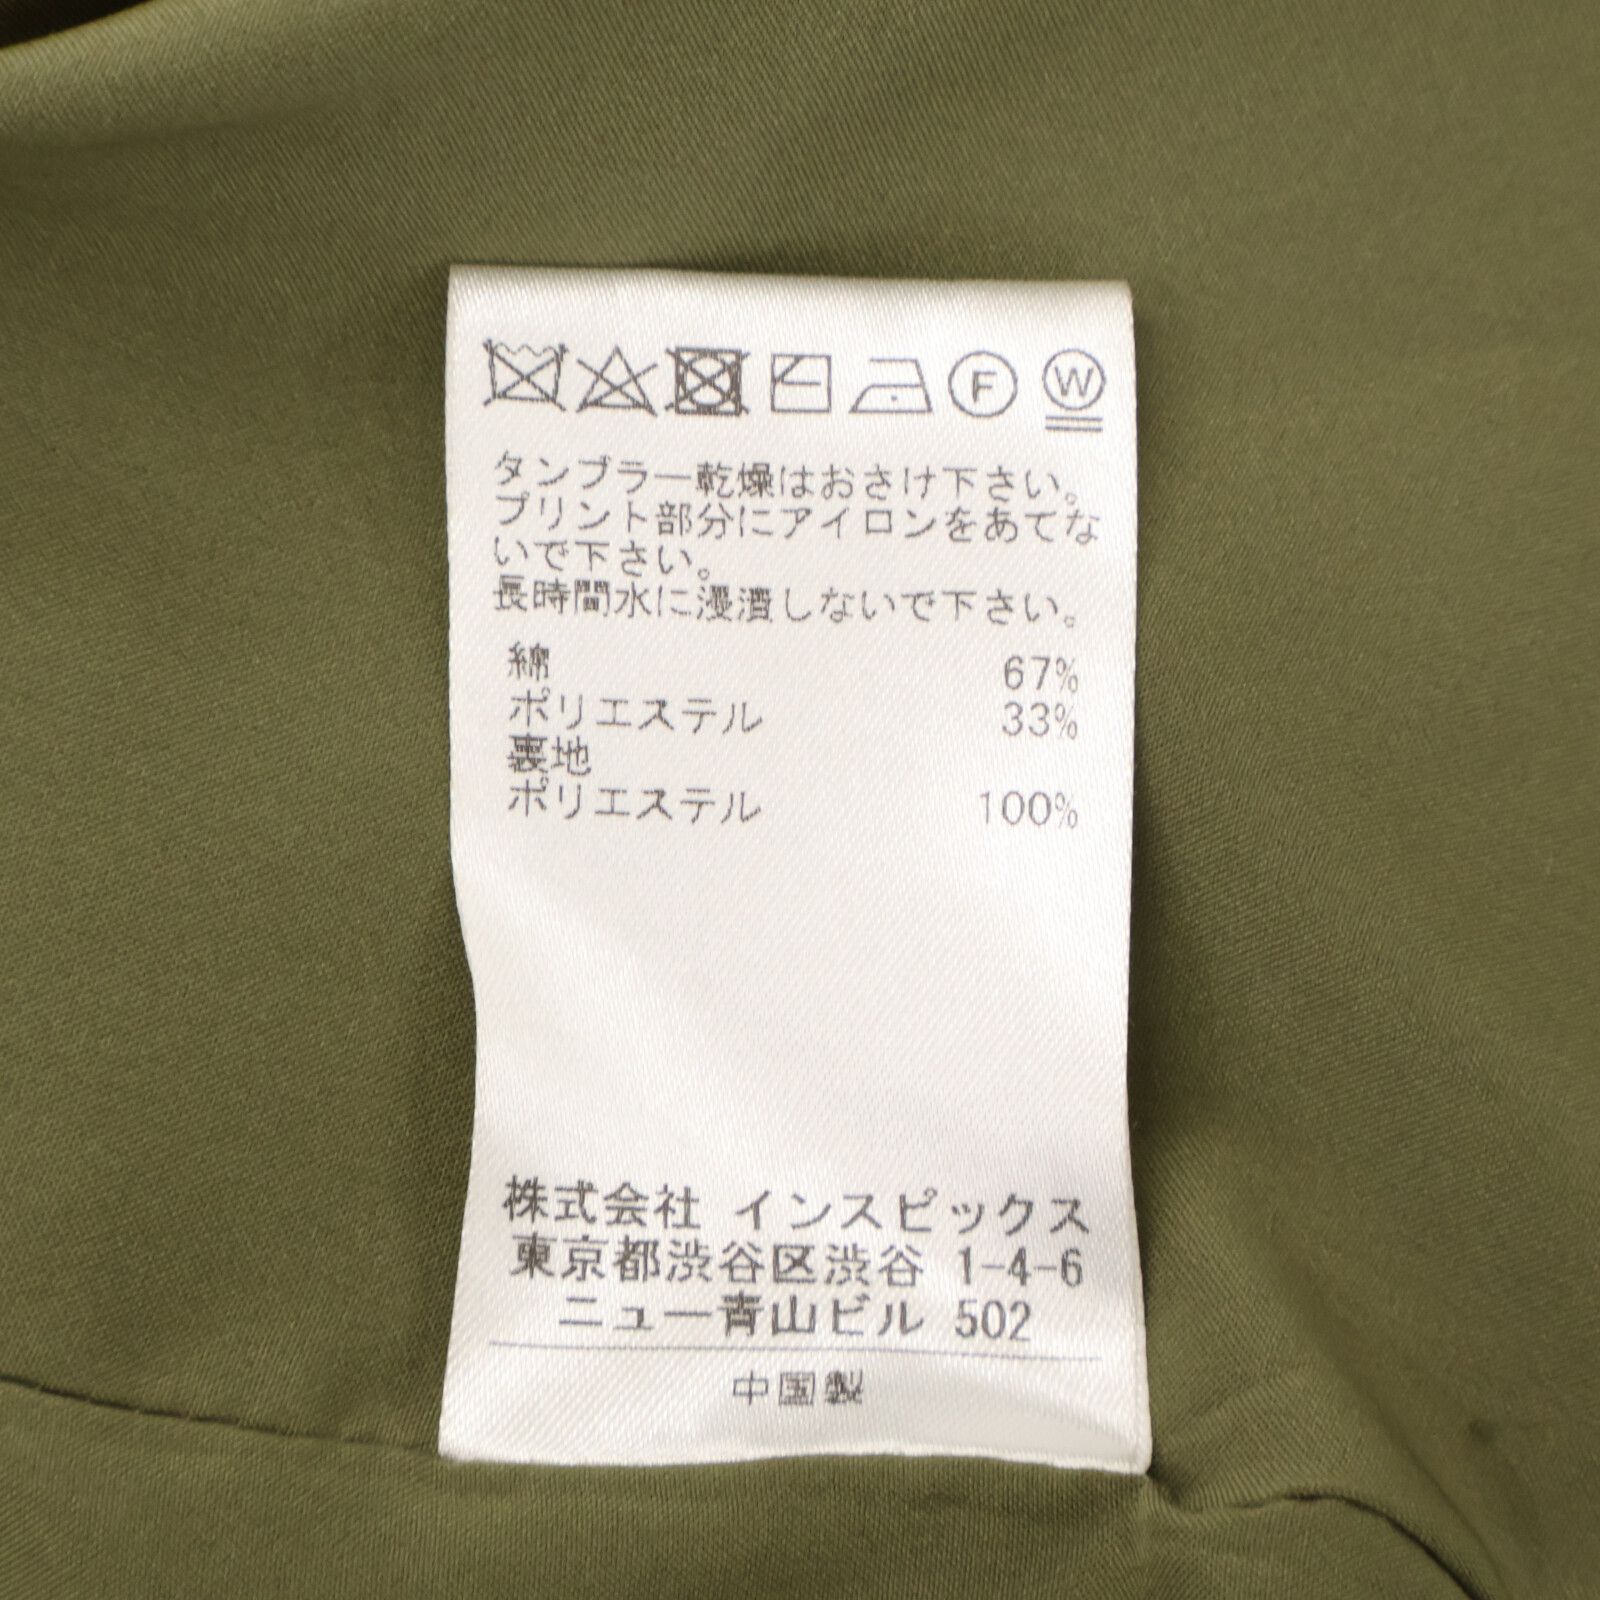 F W
タンブラー乾燥はおさけ下さい。
プリント部分にアイロンをあてな
いで下さい。
長時間水に浸漬しないで下さい。
綿 67%
ポリエステル 33%
裏地
ポリエステル 100%
株式会社 インスピックス
東京都渋谷区渋谷 1-4-6
ニュー青山ビル 502
中国製